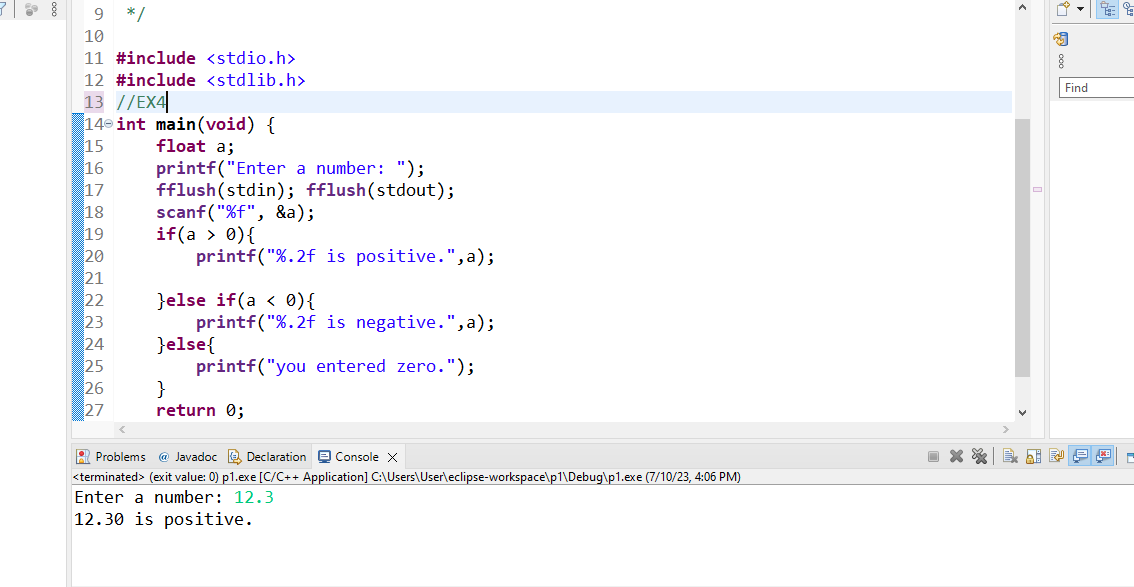 9 */
10
11 #include <stdio.h>
12 #include <stdlib.h>
13 //EX4
14 int main(void) {
15 float a;
16 printf("Enter a number: ");
17 fflush(stdin); fflush(stdout);
18 scanf("%f", &a);
19 if(a > 0){
20 printf("%.2f is positive.",a);
21
22 }else if(a < 0){
23 printf("%.2f is negative.",a);
24 }else{
25 printf("you entered zero.");
26 }
27 return 0;
Find
Problems @ Javadoc Declaration Console
<terminated> (exit value: 0) p1.exe [C/C++ Application] C:\Users\User\eclipse-workspace\p1\Debug\p1.exe (7/10/23, 4:06 PM)
Enter a number: 12.3
12.30 is positive.